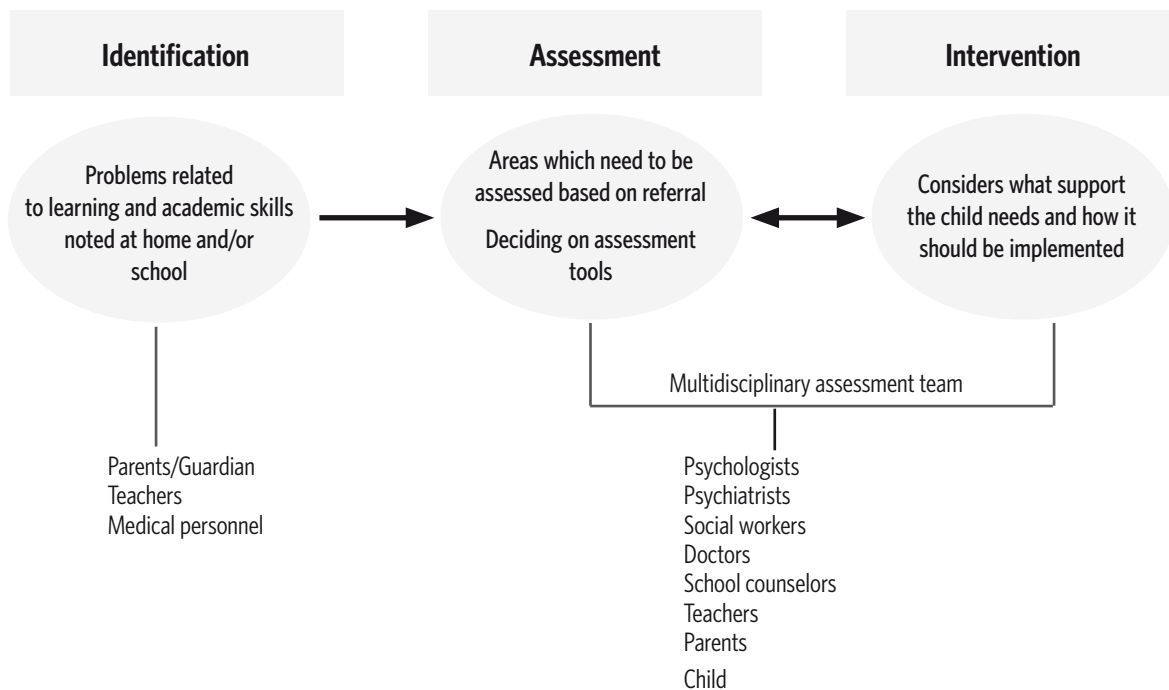 Identification
Assessment
Intervention
Problems related
to learning and academic skills
noted at home and/or
school
Areas which need to be
assessed based on referral
Deciding on assessment
tools
Considers what support
the child needs and how it
should be implemented
Multidisciplinary assessment team
Parents/Guardian
Teachers
Medical personnel
Psychologists
Psychiatrists
Social workers
Doctors
School counselors
Teachers
Parents
Child